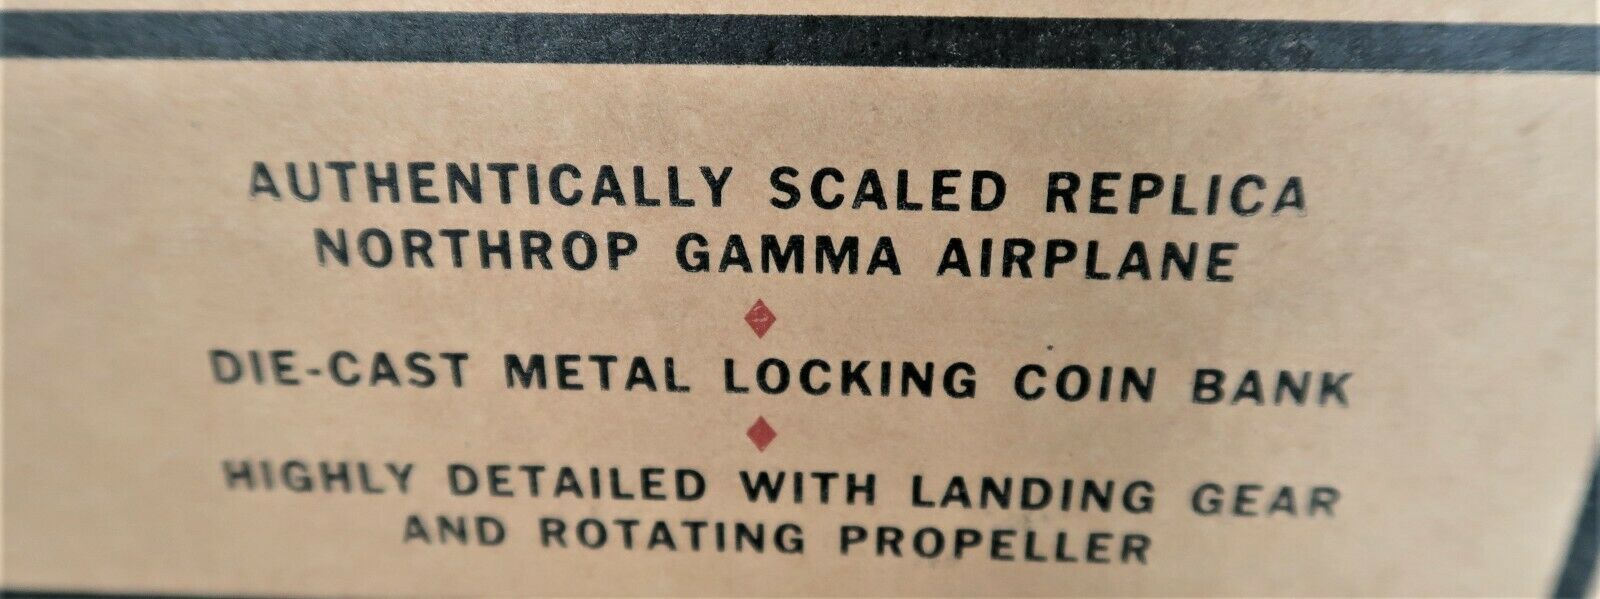 AUTHENTICALLY SCALED REPLICA
NORTHROP GAMMA AIRPLANE
DIE-CAST METAL LOCKING COIN BANK
HIGHLY DETAILED WITH LANDING GEAR
AND ROTATING PROPELLER